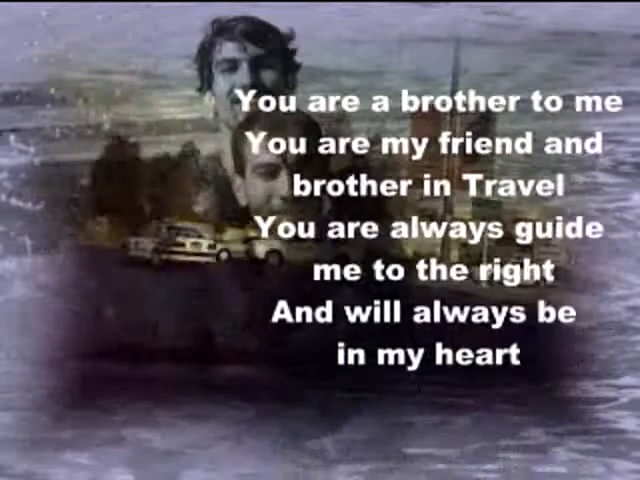 You are a brother to me
You are my friend and
brother in Travel
You are always guide
me to the right
And will always be
in my heart